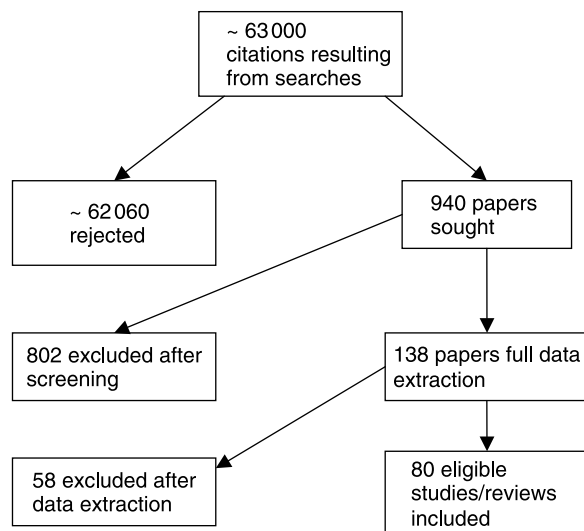 ~ 63 000
citations resulting
from searches
~ 62 060
rejected
940 papers
sought
802 excluded after
screening
138 papers full data
extraction
58 excluded after
data extraction
80 eligible
studies/reviews
included